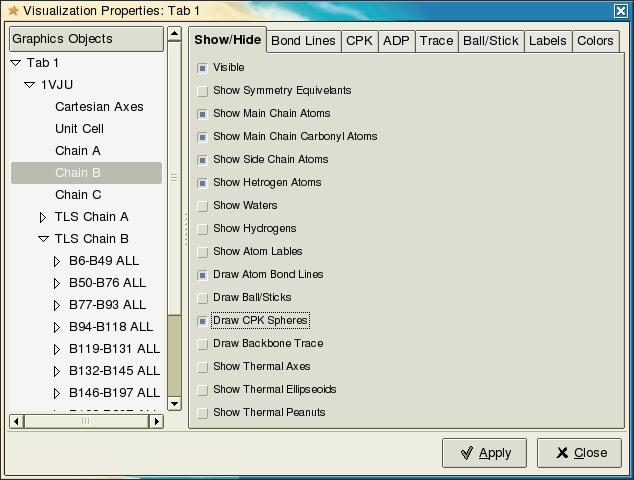 Visualization Properties: Tab 1
Graphics Objects
Tab 1
1VJU
Cartesian Axes
Unit Cell
Chain A
Chain B
Chain C
TLS Chain A
TLS Chain B
B6-B49 ALL
B50-B76 ALL
B77-B93 ALL
B94-B118 ALL
B119-B131 ALL
B132-B145 ALL
B146-B197 ALL
Show/Hide Bond Lines CPK ADP Trace Ball/Stick Labels Colors
Visible
Show Symmetry Equivelants
Show Main Chain Atoms
Show Main Chain Carbonyl Atoms
Show Side Chain Atoms
Show Hetrogen Atoms
Show Waters
Show Hydrogens
Show Atom Lables
Draw Atom Bond Lines
Draw Ball/Sticks
Draw CPK Spheres
Draw Backbone Trace
Show Thermal Axes
Show Thermal Ellipseoids
Show Thermal Peanuts
Apply Close